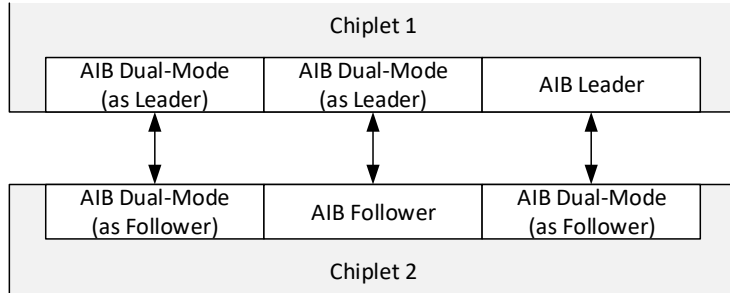 Chiplet 1
AIB Dual-Mode
(as Leader)
AIB Dual-Mode
(as Leader)
AIB Leader
AIB Dual-Mode
(as Follower)
AIB Follower
AIB Dual-Mode
(as Follower)
Chiplet 2